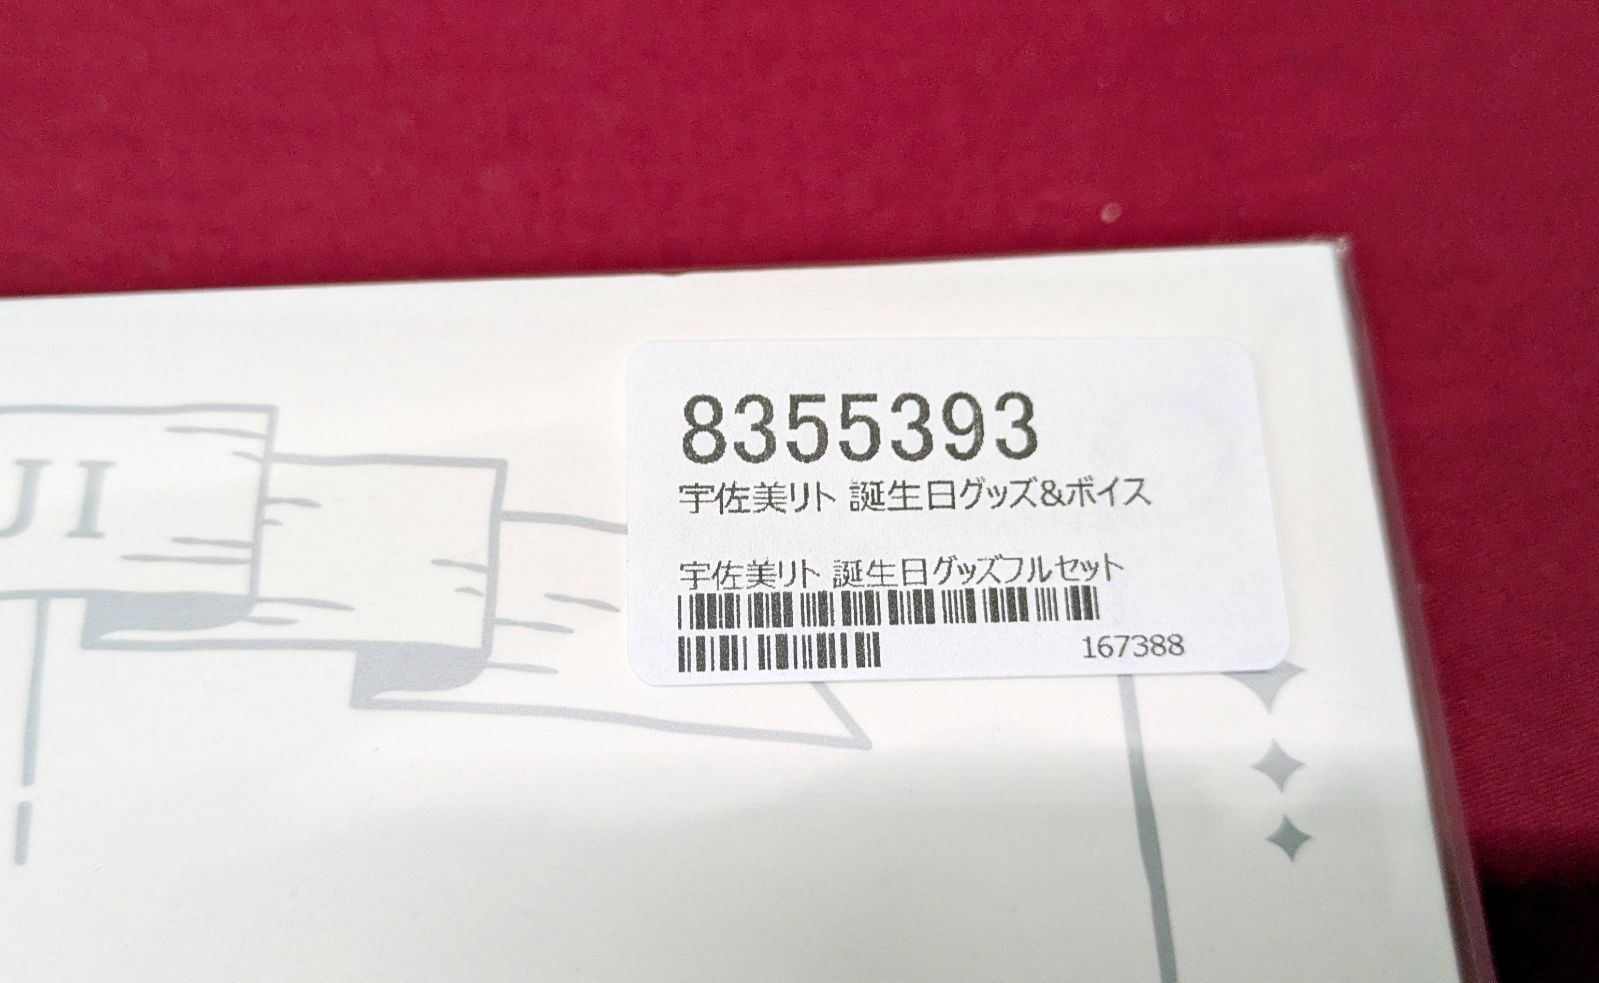 8355393
宇佐美リト 誕生日グッズ&ボイス
宇佐美リト 誕生日グッズフルセット
167388
JI